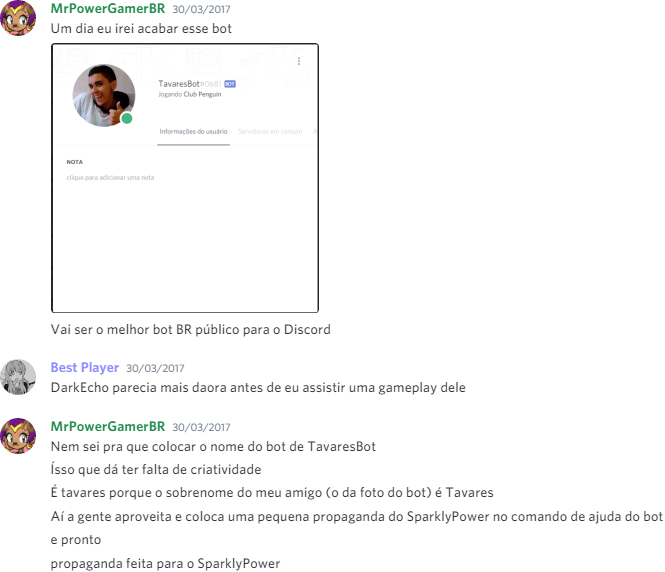 MrPowerGamerBR 30/03/2017
Um dia eu irei acabar esse bot
TavaresBot#0681 BOT
Jogando Club Penguin
Informações do usuário Servidores em comum A
NOTA
clique para adicionar uma nota
Vai ser o melhor bot BR público para o Discord
Best Player 30/03/2017
DarkEcho parecia mais daora antes de eu assistir uma gameplay dele
MrPowerGamerBR 30/03/2017
Nem sei pra que colocar o nome do bot de TavaresBot
Ísso que dá ter falta de criatividade
É tavares porque o sobrenome do meu amigo (o da foto do bot) é Tavares
Aí a gente aproveita e coloca uma pequena propaganda do SparklyPower no comando de ajuda do bot
e pronto
propaganda feita para o SparklyPower